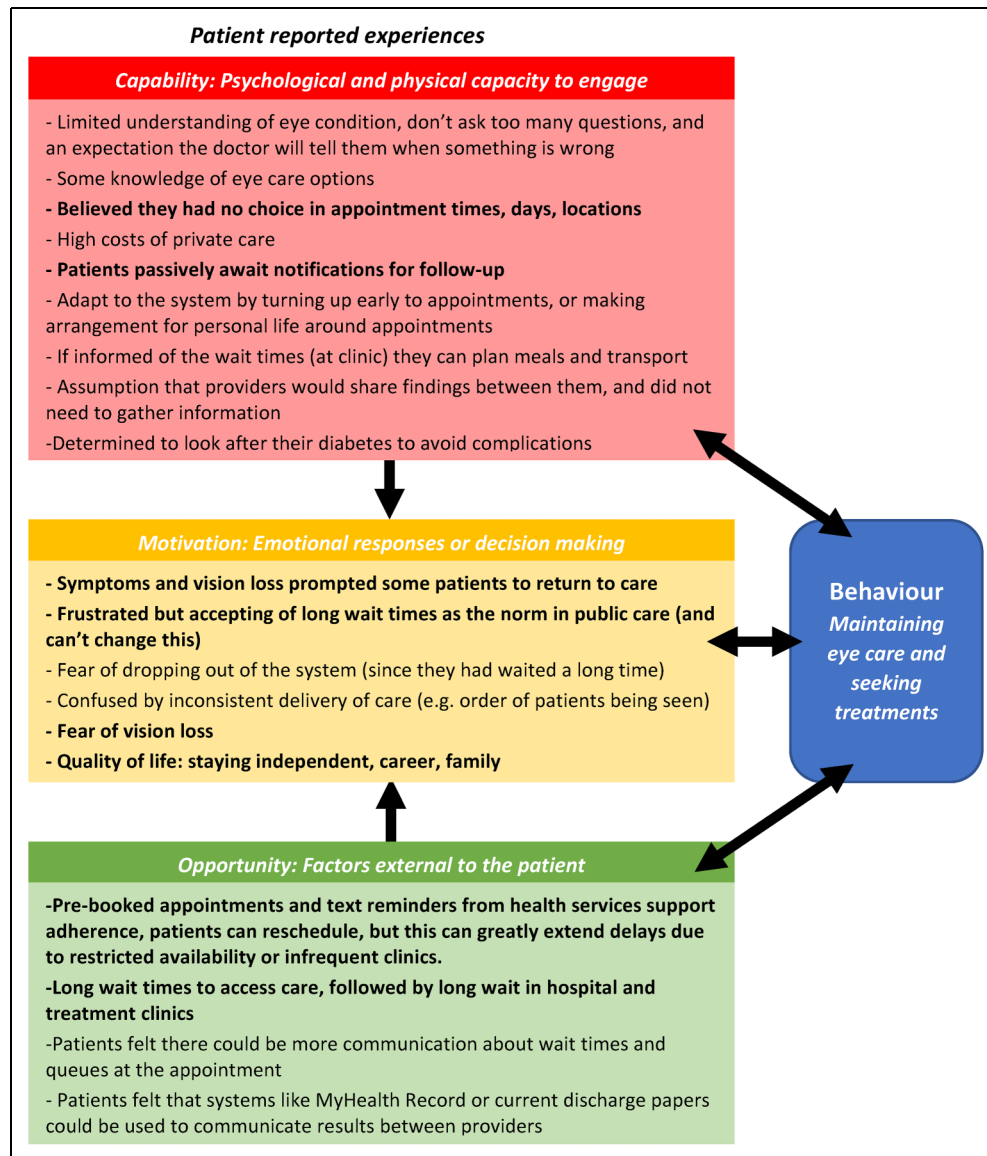 Patient reported experiences
Capability: Psychological and physical capacity to engage
- Limited understanding of eye condition, don’t ask too many questions, and
an expectation the doctor will tell them when something is wrong
- Some knowledge of eye care options
- Believed they had no choice in appointment times, days, locations
- High costs of private care
- Patients passively await notifications for follow-up
- Adapt to the system by turning up early to appointments, or making
arrangement for personal life around appointments
- If informed of the wait times (at clinic) they can plan meals and transport
- Assumption that providers would share findings between them, and did not
need to gather information
-Determined to look after their diabetes to avoid complications
Motivation: Emotional responses or decision making
- Symptoms and vision loss prompted some patients to return to care
- Frustrated but accepting of long wait times as the norm in public care (and
can’t change this)
- Fear of dropping out of the system (since they had waited a long time)
- Confused by inconsistent delivery of care (e.g. order of patients being seen)
- Fear of vision loss
- Quality of life: staying independent, career, family
Behaviour
Maintaining
eye care and
seeking
treatments
Opportunity: Factors external to the patient
-Pre-booked appointments and text reminders from health services support
adherence, patients can reschedule, but this can greatly extend delays due
to restricted availability or infrequent clinics.
-Long wait times to access care, followed by long wait in hospital and
treatment clinics
-Patients felt there could be more communication about wait times and
queues at the appointment
- Patients felt that systems like MyHealth Record or current discharge papers
could be used to communicate results between providers